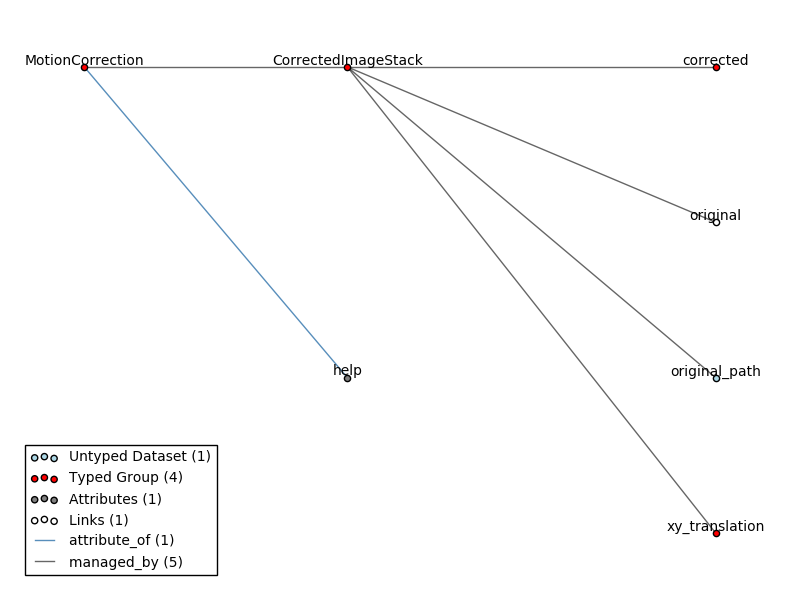 MotionCorrection
CorrectedImageStack
corrected
original
help
original_path
xy_translation
Untyped Dataset (1)
Typed Group (4)
Attributes (1)
Links (1)
attribute_of (1)
managed_by (5)